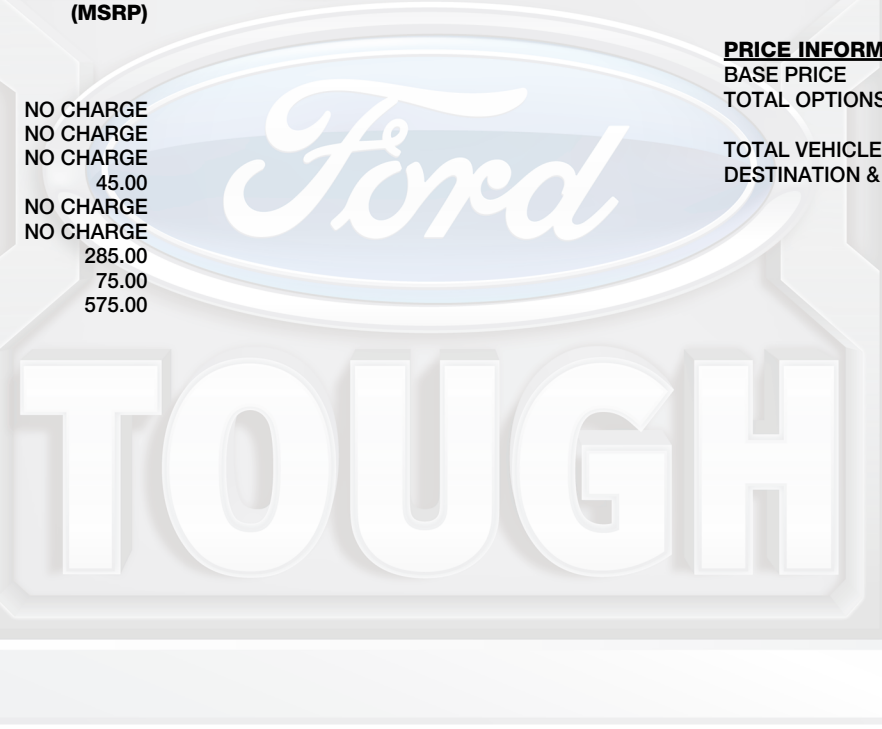 (MSRP)
NO CHARGE
NO CHARGE
NO CHARGE
45.00
NO CHARGE
NO CHARGE
285.00
75.00
575.00
PRICE INFORM
BASE PRICE
TOTAL OPTIONS
TOTAL VEHICLE
DESTINATION &
Ford
TOUGH